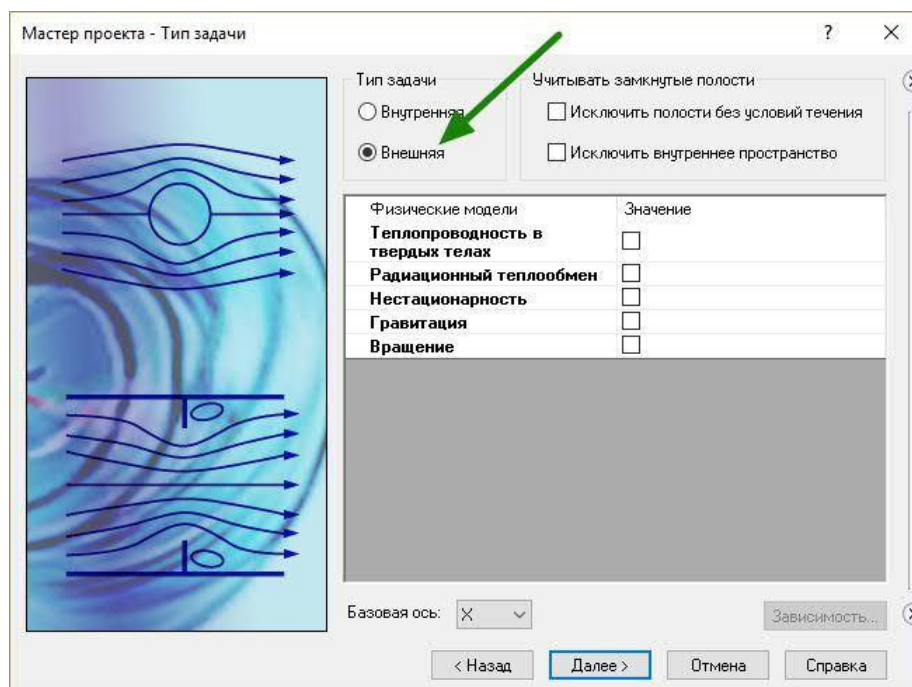 Мастер проекта - Тип задачи
?
Тип задачи
Внутренняя
Внешняя
Учитывать замкнутые полости
Исключить полости без условий течения
Исключить внутреннее пространство
Физические модели Значение
Теплопроводность в
твердых телах
Радиационный теплообмен
Нестационарность
Гравитация
Вращение
Базовая ось: X
Зависимость...
< Назад Далее > Отмена Справка